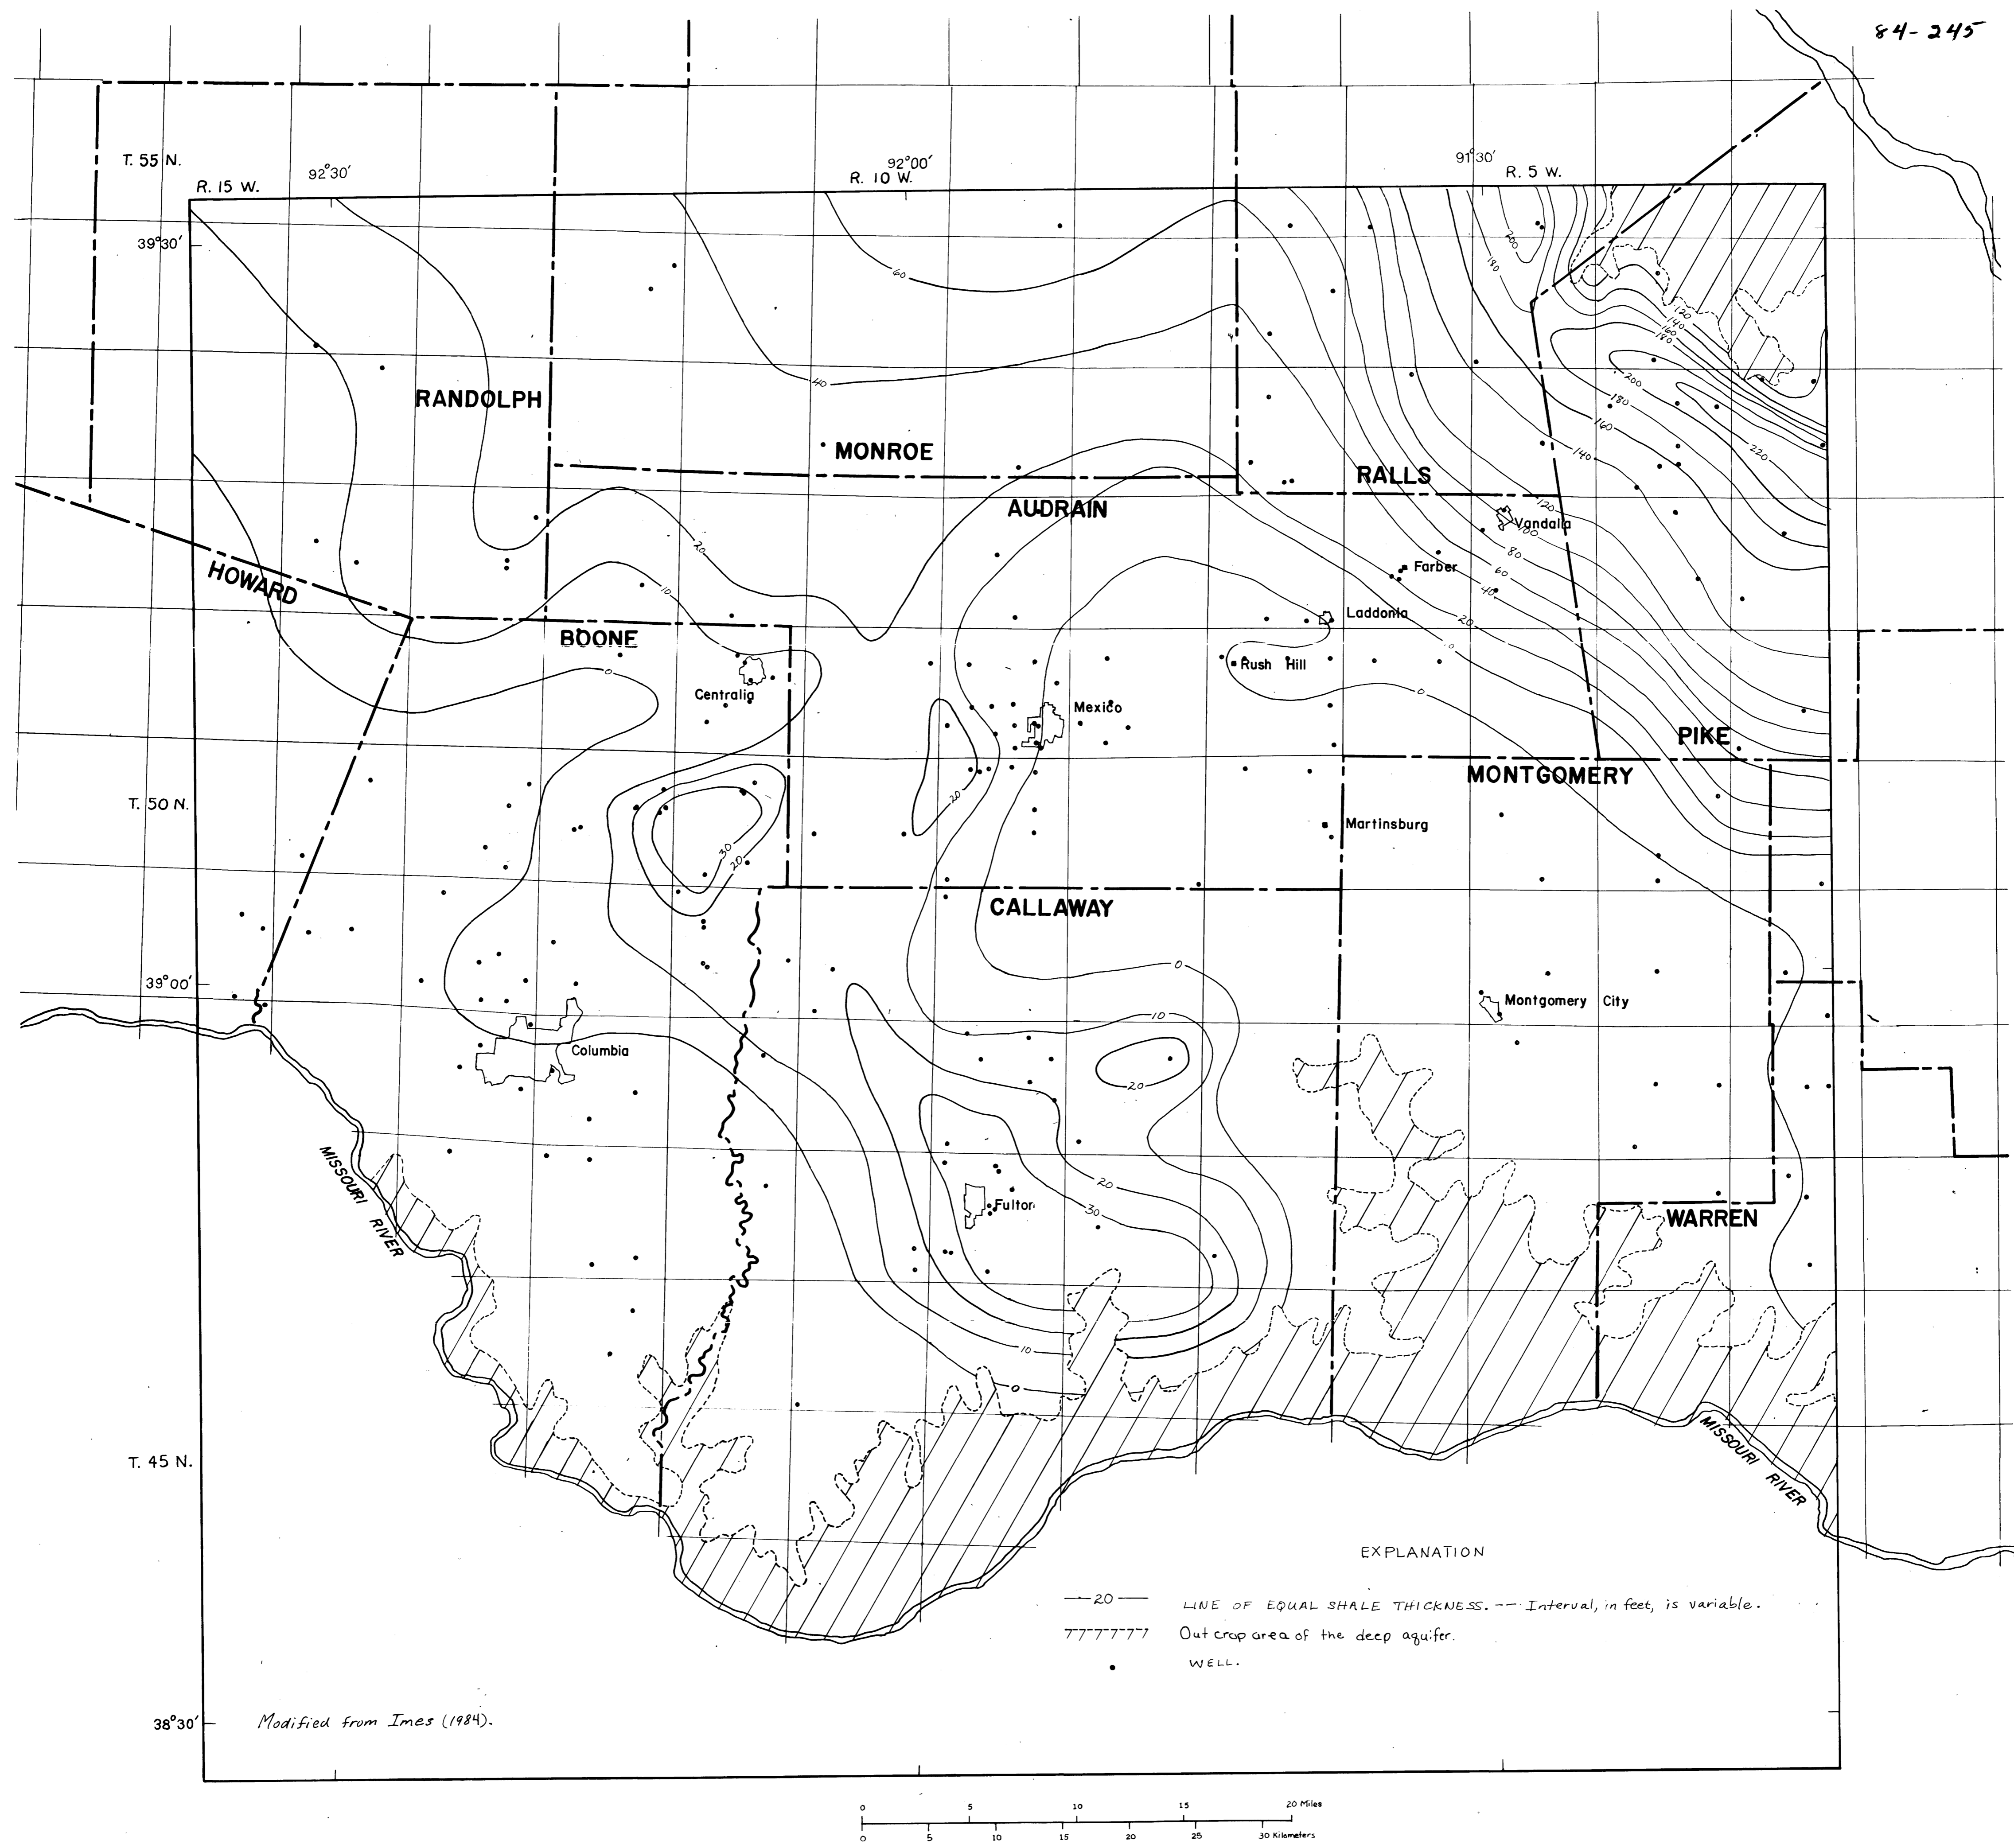 84-245
T. 55 N.
92°30'
92°00'
91°30'
R. 15 W.
R. 10 W.
R. 5 W.
39°30'
200
180
60
120
140
160
180
40
200
180
160
220
140
RANDOLPH
MONROE
RALLS
AUDRAIN
120
Vandalia
100
20
80
Farber
60
HOWARD
10
40
Laddonia
20
BOONE
0
Rush Hill
0
Centralia
0
Mexico
PIKE
MONTGOMERY
20
T. 50 N.
Martinsburg
30
20
CALLAWAY
0
39°00'
Montgomery City
10
Columbia
20
MISSOURI RIVER
20
Fulton
30
WARREN
10
0
T. 45 N.
MISSOURI RIVER
EXPLANATION
20 LINE OF EQUAL SHALE THICKNESS. -- Interval, in feet, is variable.
Outcrop area of the deep aquifer.
WELL.
38°30'
Modified from Imes (1984).
0 5 10 15 20 Miles
0 5 10 15 20 25 30 Kilometers